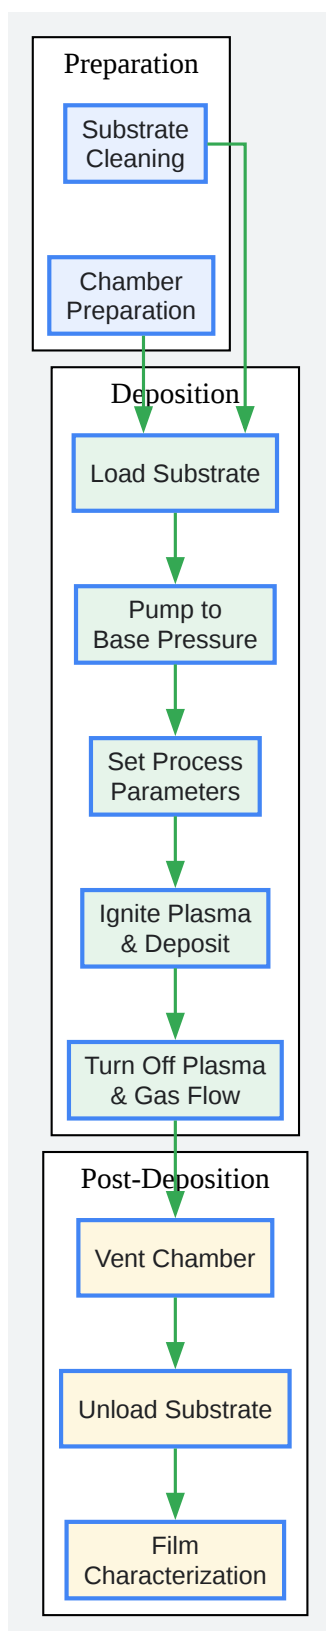 Preparation
Substrate
Cleaning
Chamber
Preparation
Deposition
Load Substrate
Pump to
Base Pressure
Set Process
Parameters
Ignite Plasma
& Deposit
Turn Off Plasma
& Gas Flow
Post-Deposition
Vent Chamber
Unload Substrate
Film
Characterization